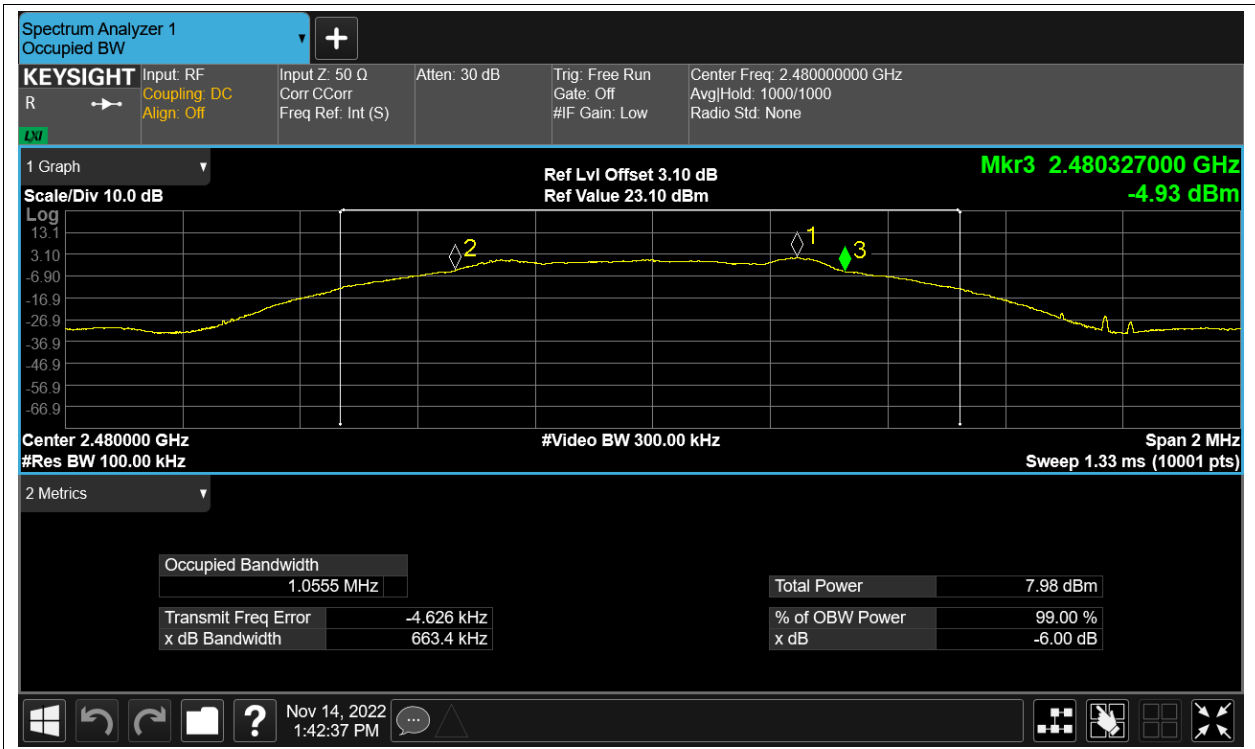 Spectrum Analyzer 1
Occupied BW
KEYSIGHT
R
LXI
Input: RF
Coupling: DC
Align: Off
Input Z: 50 Ω
Corr CCorr
Freq Ref: Int (S)
Atten: 30 dB
Trig: Free Run
Gate: Off
#IF Gain: Low
Center Freq: 2.480000000 GHz
Avg|Hold: 1000/1000
Radio Std: None
1 Graph
Scale/Div 10.0 dB
Ref Lvl Offset 3.10 dB
Ref Value 23.10 dBm
Mkr3 2.480327000 GHz
-4.93 dBm
Log
13.1
3.10
-6.90
-16.9
-26.9
-36.9
-46.9
-56.9
-66.9
2
1
3
Center 2.480000 GHz
#Res BW 100.00 kHz
#Video BW 300.00 kHz
Span 2 MHz
Sweep 1.33 ms (10001 pts)
2 Metrics
Occupied Bandwidth
1.0555 MHz
Transmit Freq Error -4.626 kHz
x dB Bandwidth 663.4 kHz
Total Power 7.98 dBm
% of OBW Power 99.00 %
x dB -6.00 dB
?
Nov 14, 2022
1:42:37 PM